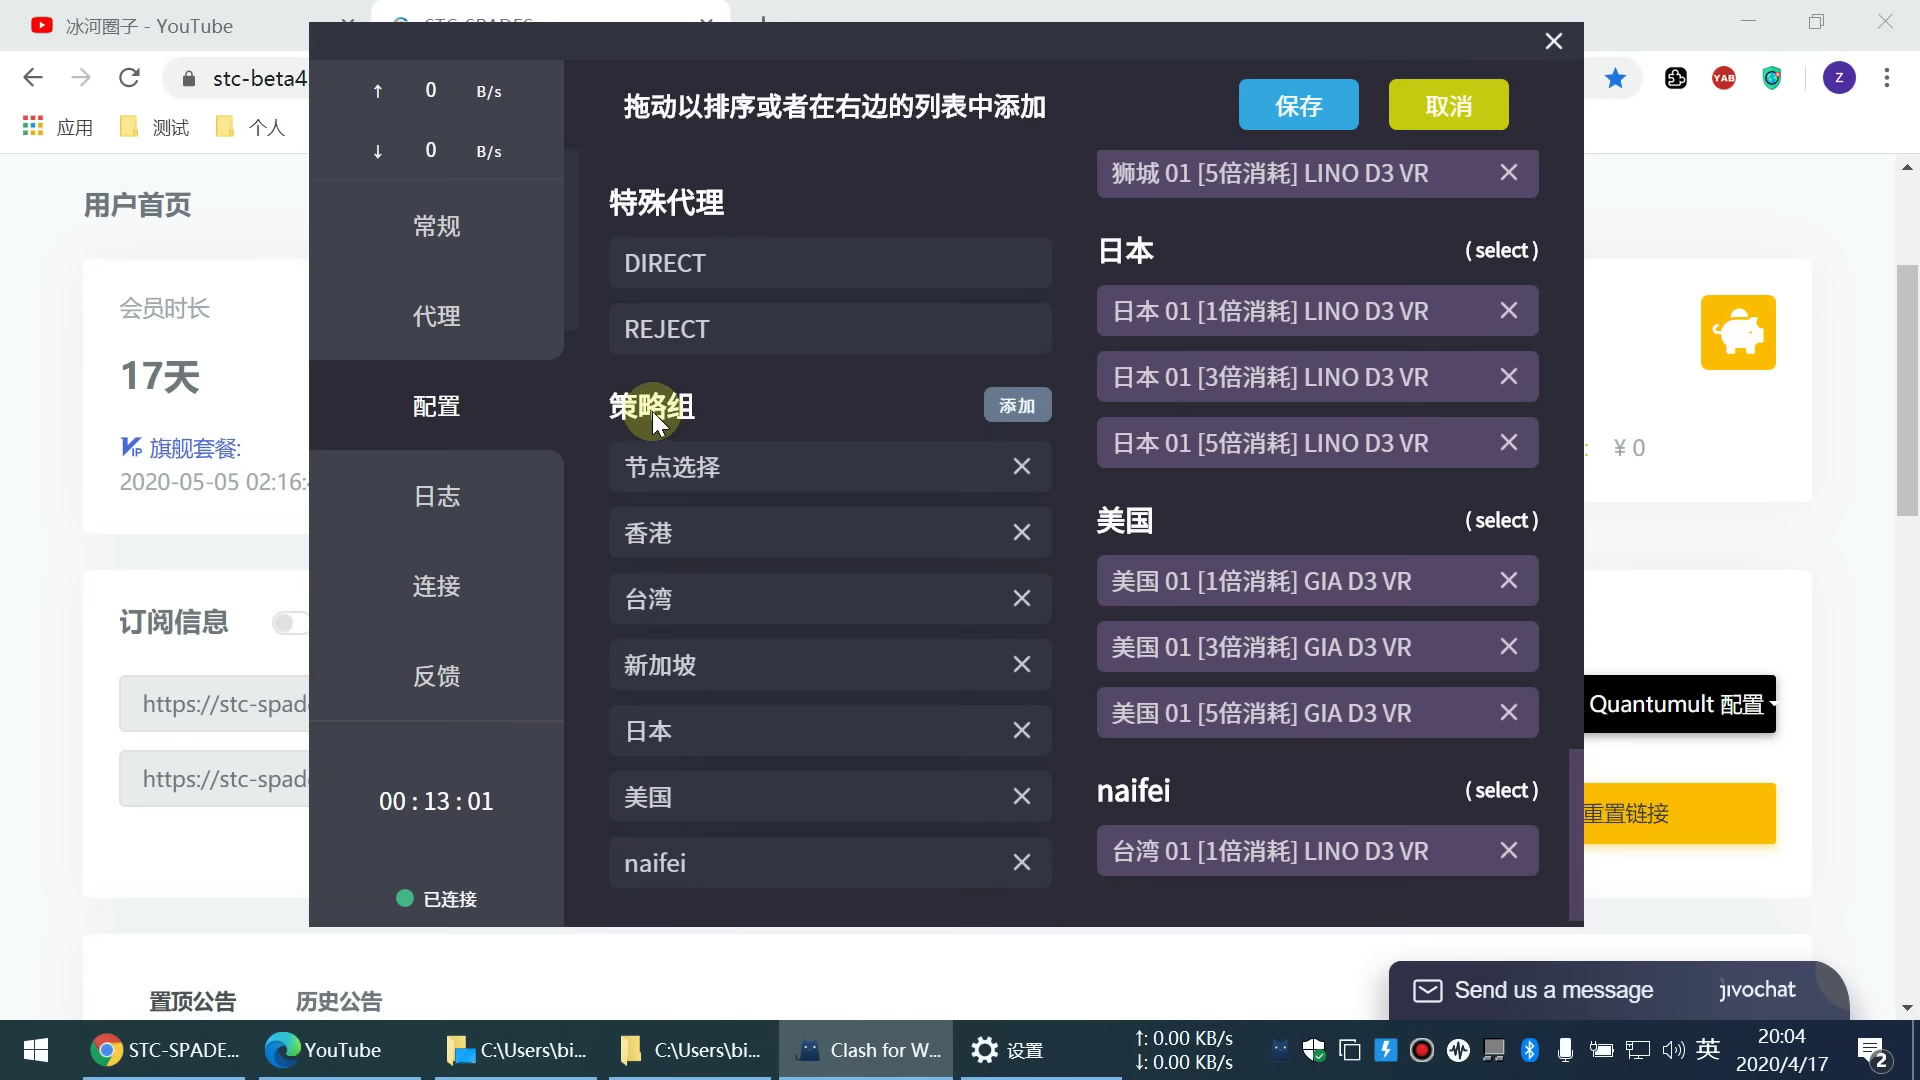 冰河圈子 - YouTube
STC-SPADES
stc-beta4
YAB
Z
应用
测试
个人
用户首页
会员时长
17天
VIP 旗舰套餐:
2020-05-05 02:16:
订阅信息
https://stc-spad
https://stc-spad
置顶公告
历史公告
¥ 0
Quantumult 配置
重置链接
↑ 0 B/s
↓ 0 B/s
常规
代理
配置
日志
连接
反馈
00 : 13 : 01
已连接
拖动以排序或者在右边的列表中添加
保存
取消
特殊代理
DIRECT
REJECT
策略组
添加
节点选择
香港
台湾
新加坡
日本
美国
naifei
狮城 01 [5倍消耗] LINO D3 VR
日本
( select )
日本 01 [1倍消耗] LINO D3 VR
日本 01 [3倍消耗] LINO D3 VR
日本 01 [5倍消耗] LINO D3 VR
美国
( select )
美国 01 [1倍消耗] GIA D3 VR
美国 01 [3倍消耗] GIA D3 VR
美国 01 [5倍消耗] GIA D3 VR
naifei
( select )
台湾 01 [1倍消耗] LINO D3 VR
Send us a message
jivochat
STC-SPADE...
YouTube
C:\Users\bi...
C:\Users\bi...
Clash for W...
设置
↑: 0.00 KB/s
↓: 0.00 KB/s
英
20:04
2020/4/17
2